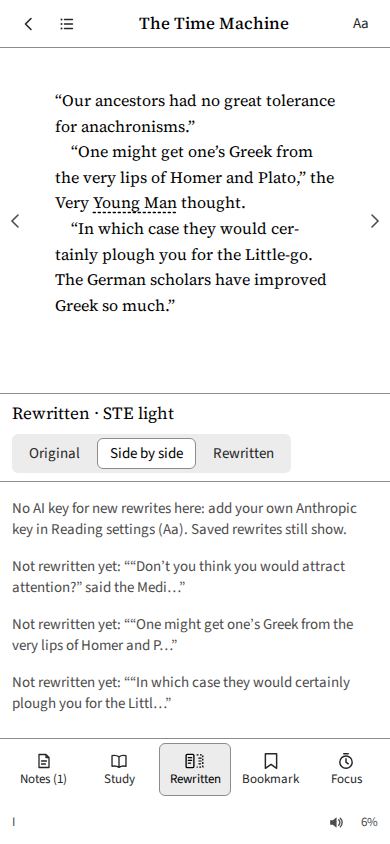 The Time Machine
Aa
“Our ancestors had no great tolerance
for anachronisms.”
“One might get one’s Greek from
the very lips of Homer and Plato,” the
Very Young Man thought.
“In which case they would cer-
tainly plough you for the Little-go.
The German scholars have improved
Greek so much.”
Rewritten · STE light
Original
Side by side
Rewritten
No AI key for new rewrites here: add your own Anthropic
key in Reading settings (Aa). Saved rewrites still show.
Not rewritten yet: ““Don’t you think you would attract
attention?” said the Medi…”
Not rewritten yet: ““One might get one’s Greek from the
very lips of Homer and P…”
Not rewritten yet: ““In which case they would certainly
plough you for the Littl…”
Notes (1)
Study
Rewritten
Bookmark
Focus
I
6%